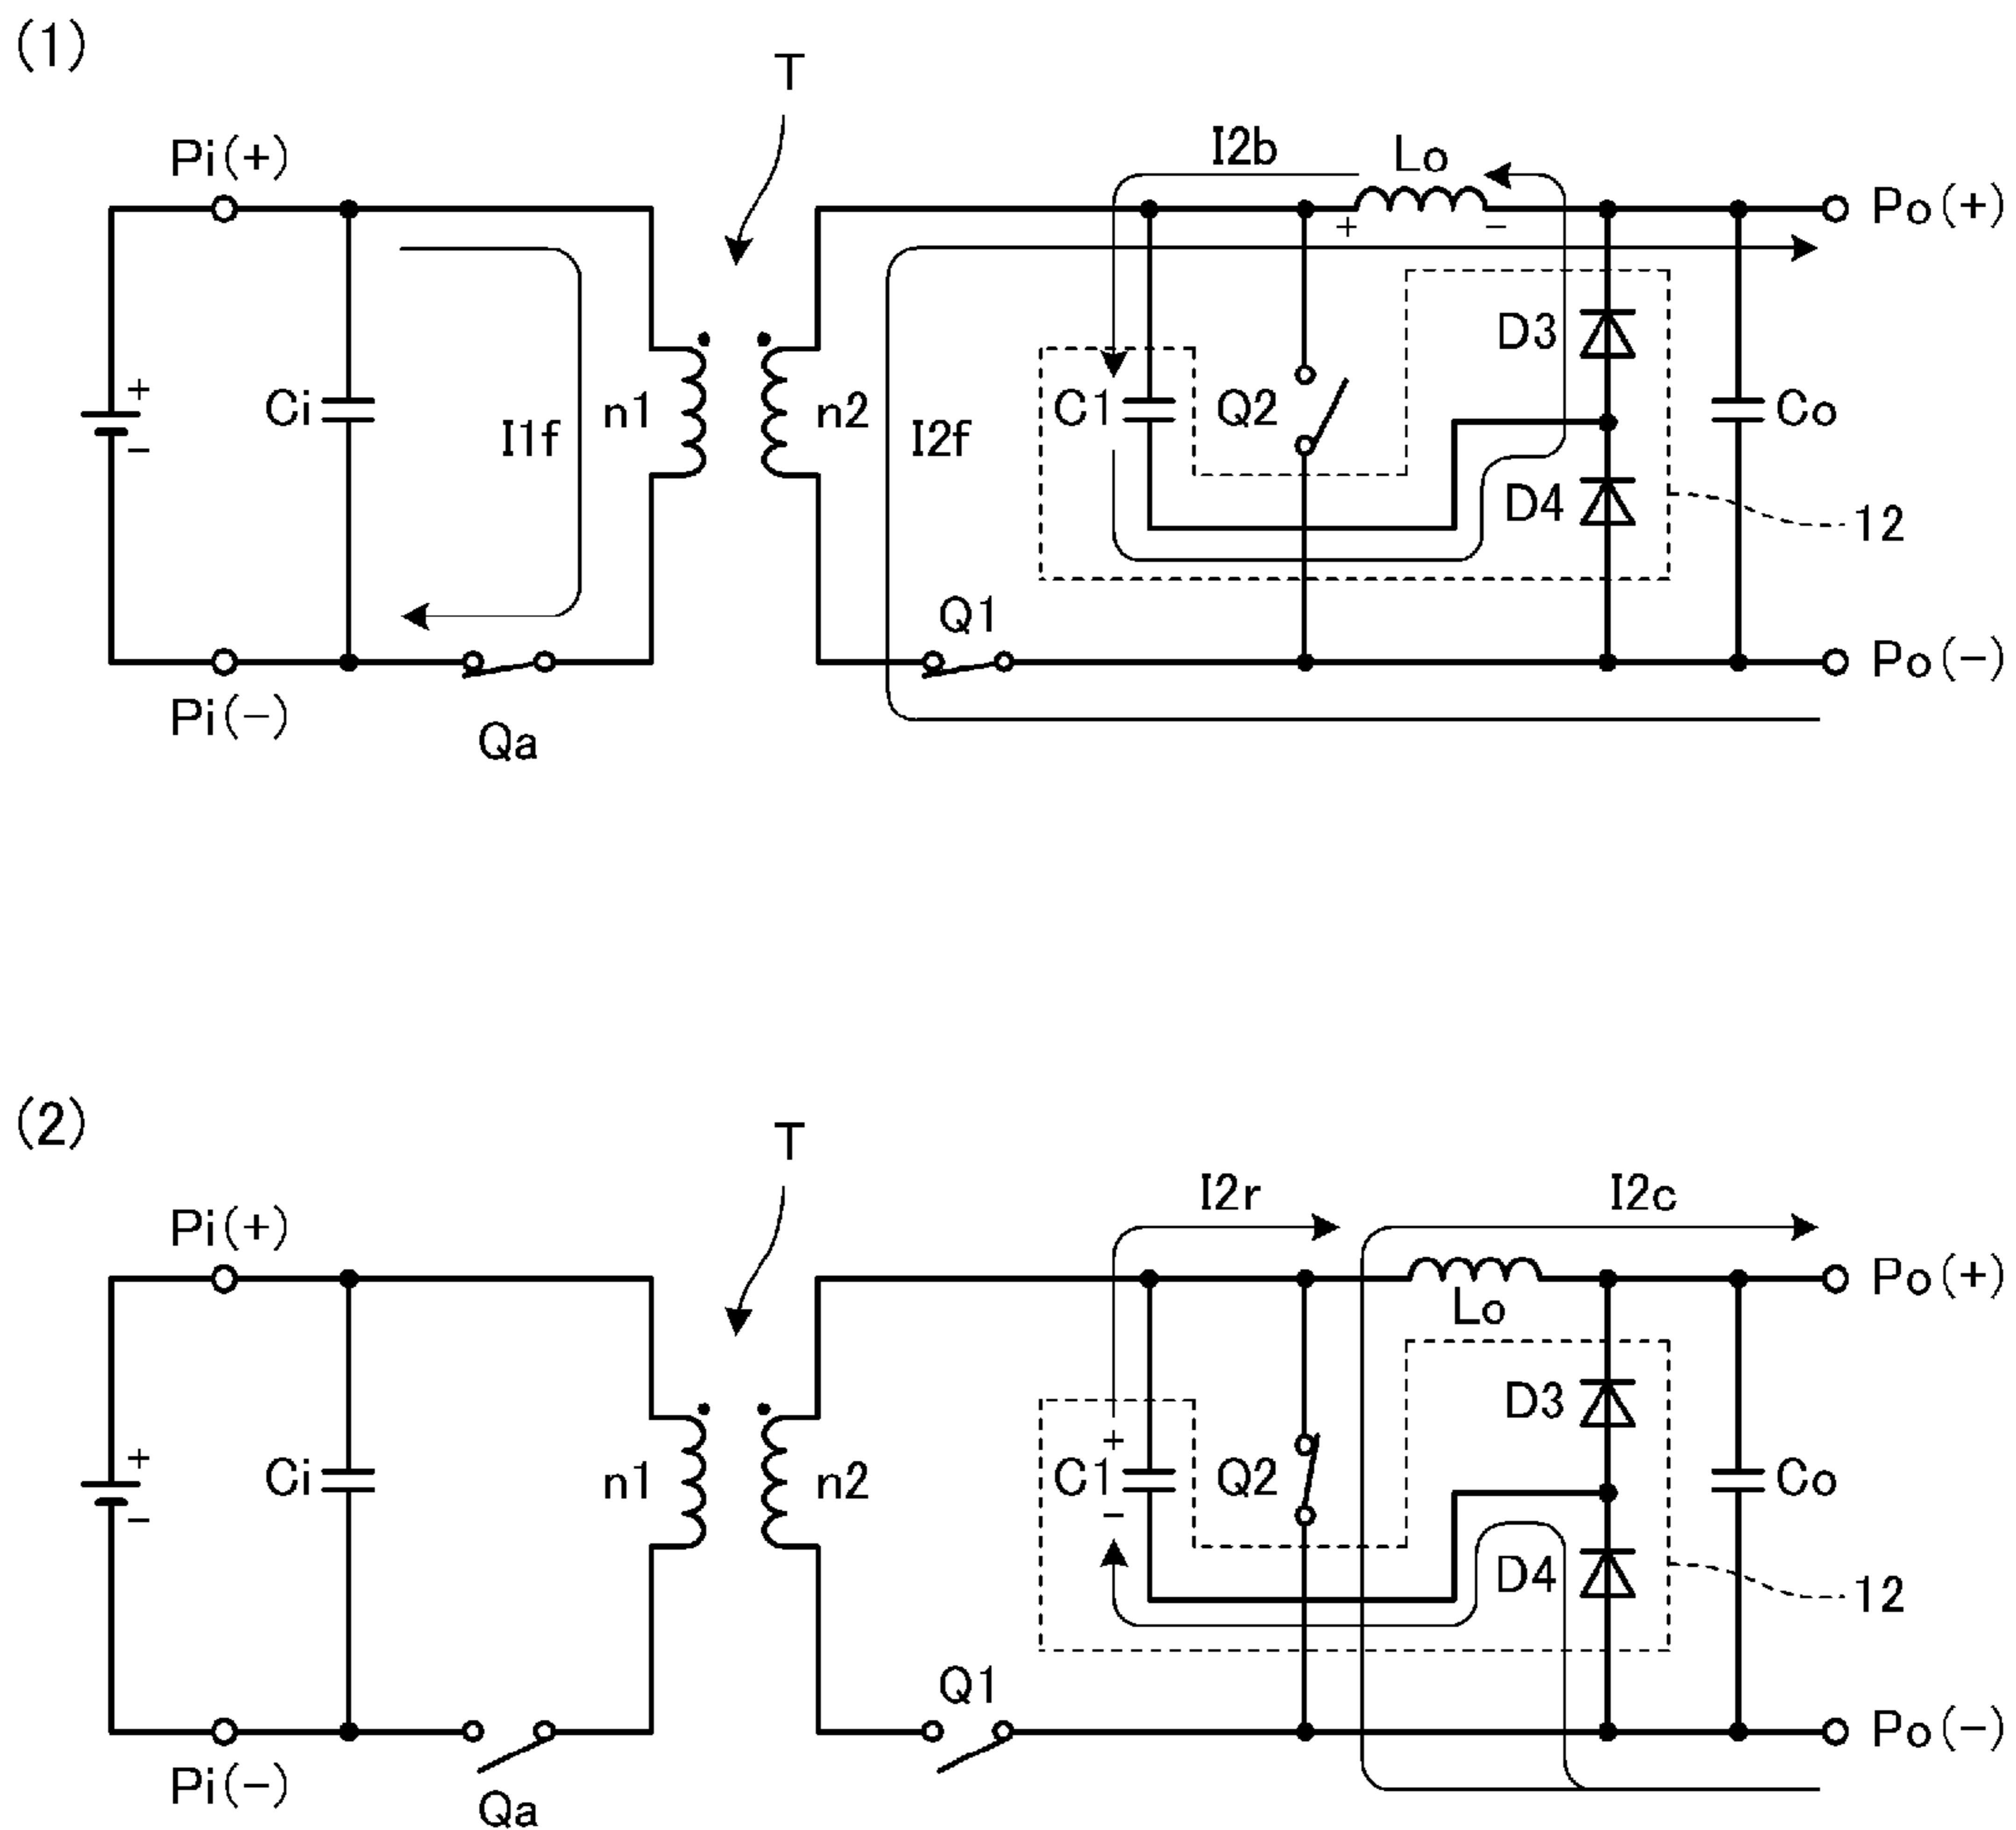 (1)
T
I2b
Lo
Pi(+)
Po(+)
+ −
D3
+
Ci
I1f
n1
n2
I2f
C1
Q2
Co
−
D4
12
Q1
Po(−)
Pi(−)
Qa
(2)
T
I2r
I2c
Pi(+)
Po(+)
Lo
D3
+
+
Ci
n1
n2
C1
Q2
Co
−
−
D4
12
Q1
Po(−)
Pi(−)
Qa